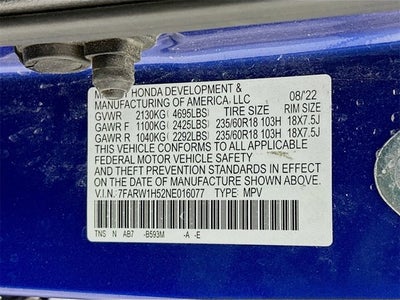 HONDA DEVELOPMENT &
MANUFACTURING OF AMERICA, LLC 08/'22
GVWR 2130KG( 4695LBS) TIRE SIZE RIM SIZE
GAWR F 1100KG( 2425LBS) 235/60R18 103H 18X7.5J
GAWR R 1040KG( 2292LBS) 235/60R18 103H 18X7.5J
THIS VEHICLE CONFORMS TO ALL APPLICABLE
FEDERAL MOTOR VEHICLE SAFETY
AND THEFT PREVENTION STANDARDS IN EFFECT ON
THE DATE OF MANUFACTURE SHOWN ABOVE.
V.I.N.: 7FARW1H52NE016077 TYPE: MPV
TNS N AB7 -B593M -A -E